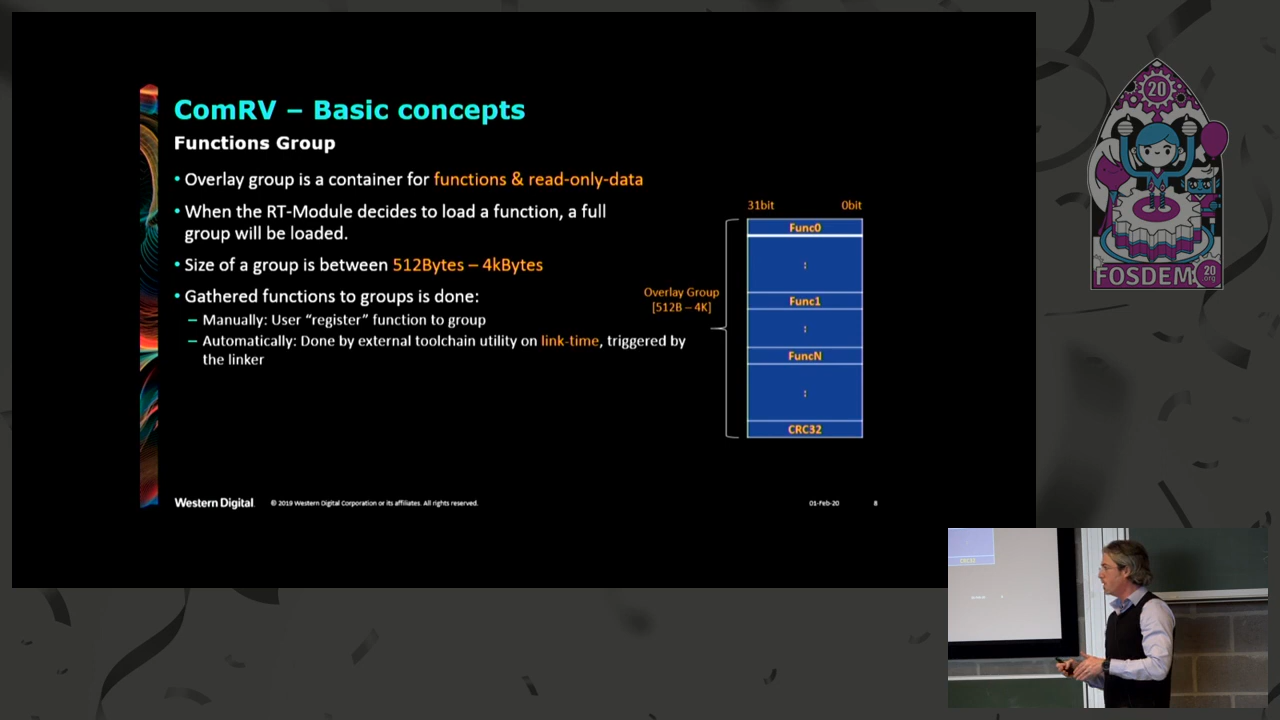 ComRV – Basic concepts
Functions Group
• Overlay group is a container for functions & read-only-data
• When the RT-Module decides to load a function, a full
group will be loaded.
• Size of a group is between 512Bytes – 4kBytes
• Gathered functions to groups is done:
– Manually: User “register” function to group
– Automatically: Done by external toolchain utility on link-time, triggered by
the linker
31bit 0bit
Func0
:
Overlay Group
[512B – 4K]
Func1
:
FuncN
:
CRC32
Western Digital
© 2019 Western Digital Corporation or its affiliates. All rights reserved.
01-Feb-20
8
20
FOSDEM
20
.org
CRC32